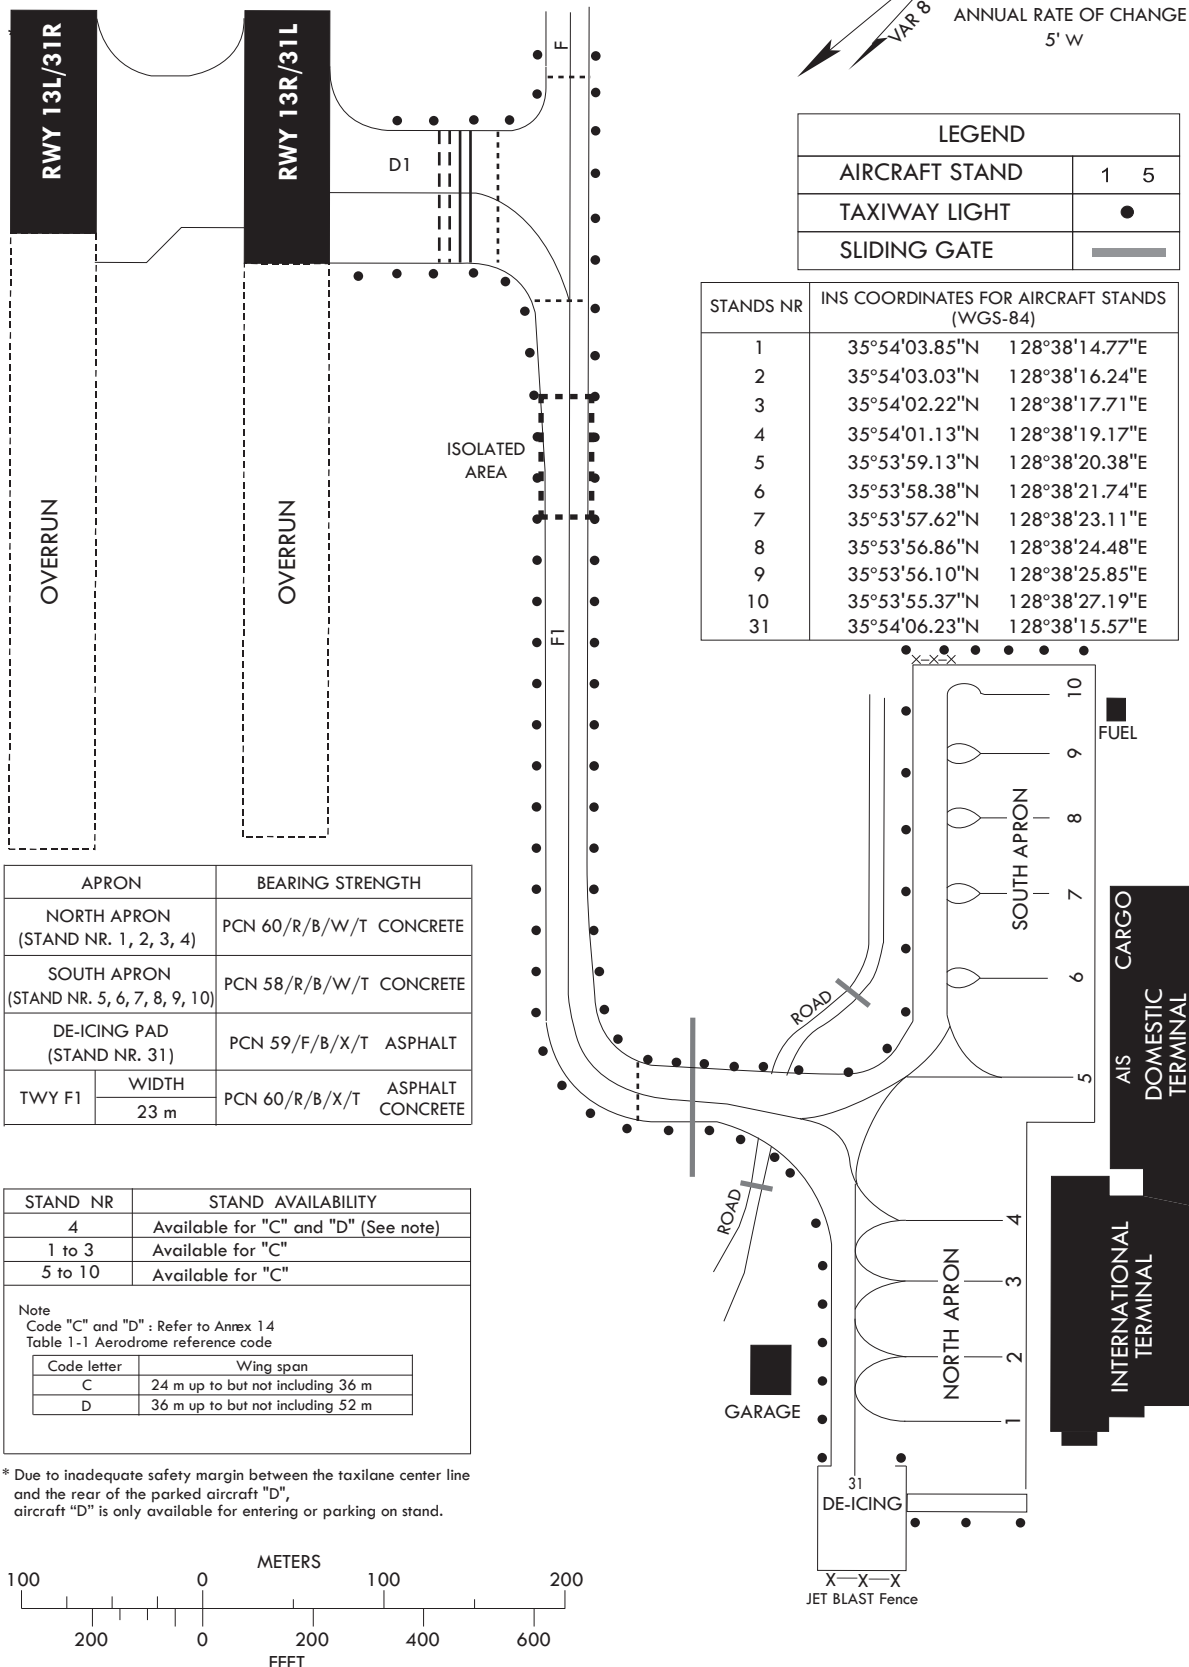 VAR 8
ANNUAL RATE OF CHANGE
5' W
RWY 13L/31R
RWY 13R/31L
F
D1
LEGEND
AIRCRAFT STAND 1 5
TAXIWAY LIGHT
SLIDING GATE
STANDS NR INS COORDINATES FOR AIRCRAFT STANDS
(WGS-84)
1 35°54'03.85"N 128°38'14.77"E
2 35°54'03.03"N 128°38'16.24"E
3 35°54'02.22"N 128°38'17.71"E
4 35°54'01.13"N 128°38'19.17"E
5 35°53'59.13"N 128°38'20.38"E
6 35°53'58.38"N 128°38'21.74"E
7 35°53'57.62"N 128°38'23.11"E
8 35°53'56.86"N 128°38'24.48"E
9 35°53'56.10"N 128°38'25.85"E
10 35°53'55.37"N 128°38'27.19"E
31 35°54'06.23"N 128°38'15.57"E
ISOLATED
AREA
OVERRUN
OVERRUN
F1
10
FUEL
9
8
SOUTH APRON
7
6
5
CARGO
AIS
DOMESTIC
TERMINAL
ROAD
ROAD
APRON BEARING STRENGTH
NORTH APRON
(STAND NR. 1, 2, 3, 4) PCN 60/R/B/W/T CONCRETE
SOUTH APRON
(STAND NR. 5, 6, 7, 8, 9, 10) PCN 58/R/B/W/T CONCRETE
DE-ICING PAD
(STAND NR. 31) PCN 59/F/B/X/T ASPHALT
TWY F1 WIDTH
23 m PCN 60/R/B/X/T ASPHALT
CONCRETE
STAND NR STAND AVAILABILITY
4 Available for "C" and "D" (See note)
1 to 3 Available for "C"
5 to 10 Available for "C"
Note
Code "C" and "D" : Refer to Annex 14
Table 1-1 Aerodrome reference code
Code letter Wing span
C 24 m up to but not including 36 m
D 36 m up to but not including 52 m
* Due to inadequate safety margin between the taxilane center line
and the rear of the parked aircraft "D",
aircraft “D” is only available for entering or parking on stand.
4
3
NORTH APRON
2
1
INTERNATIONAL
TERMINAL
GARAGE
31
DE-ICING
X X X
JET BLAST Fence
METERS
100 0 100 200
200 0 200 400 600
FEET